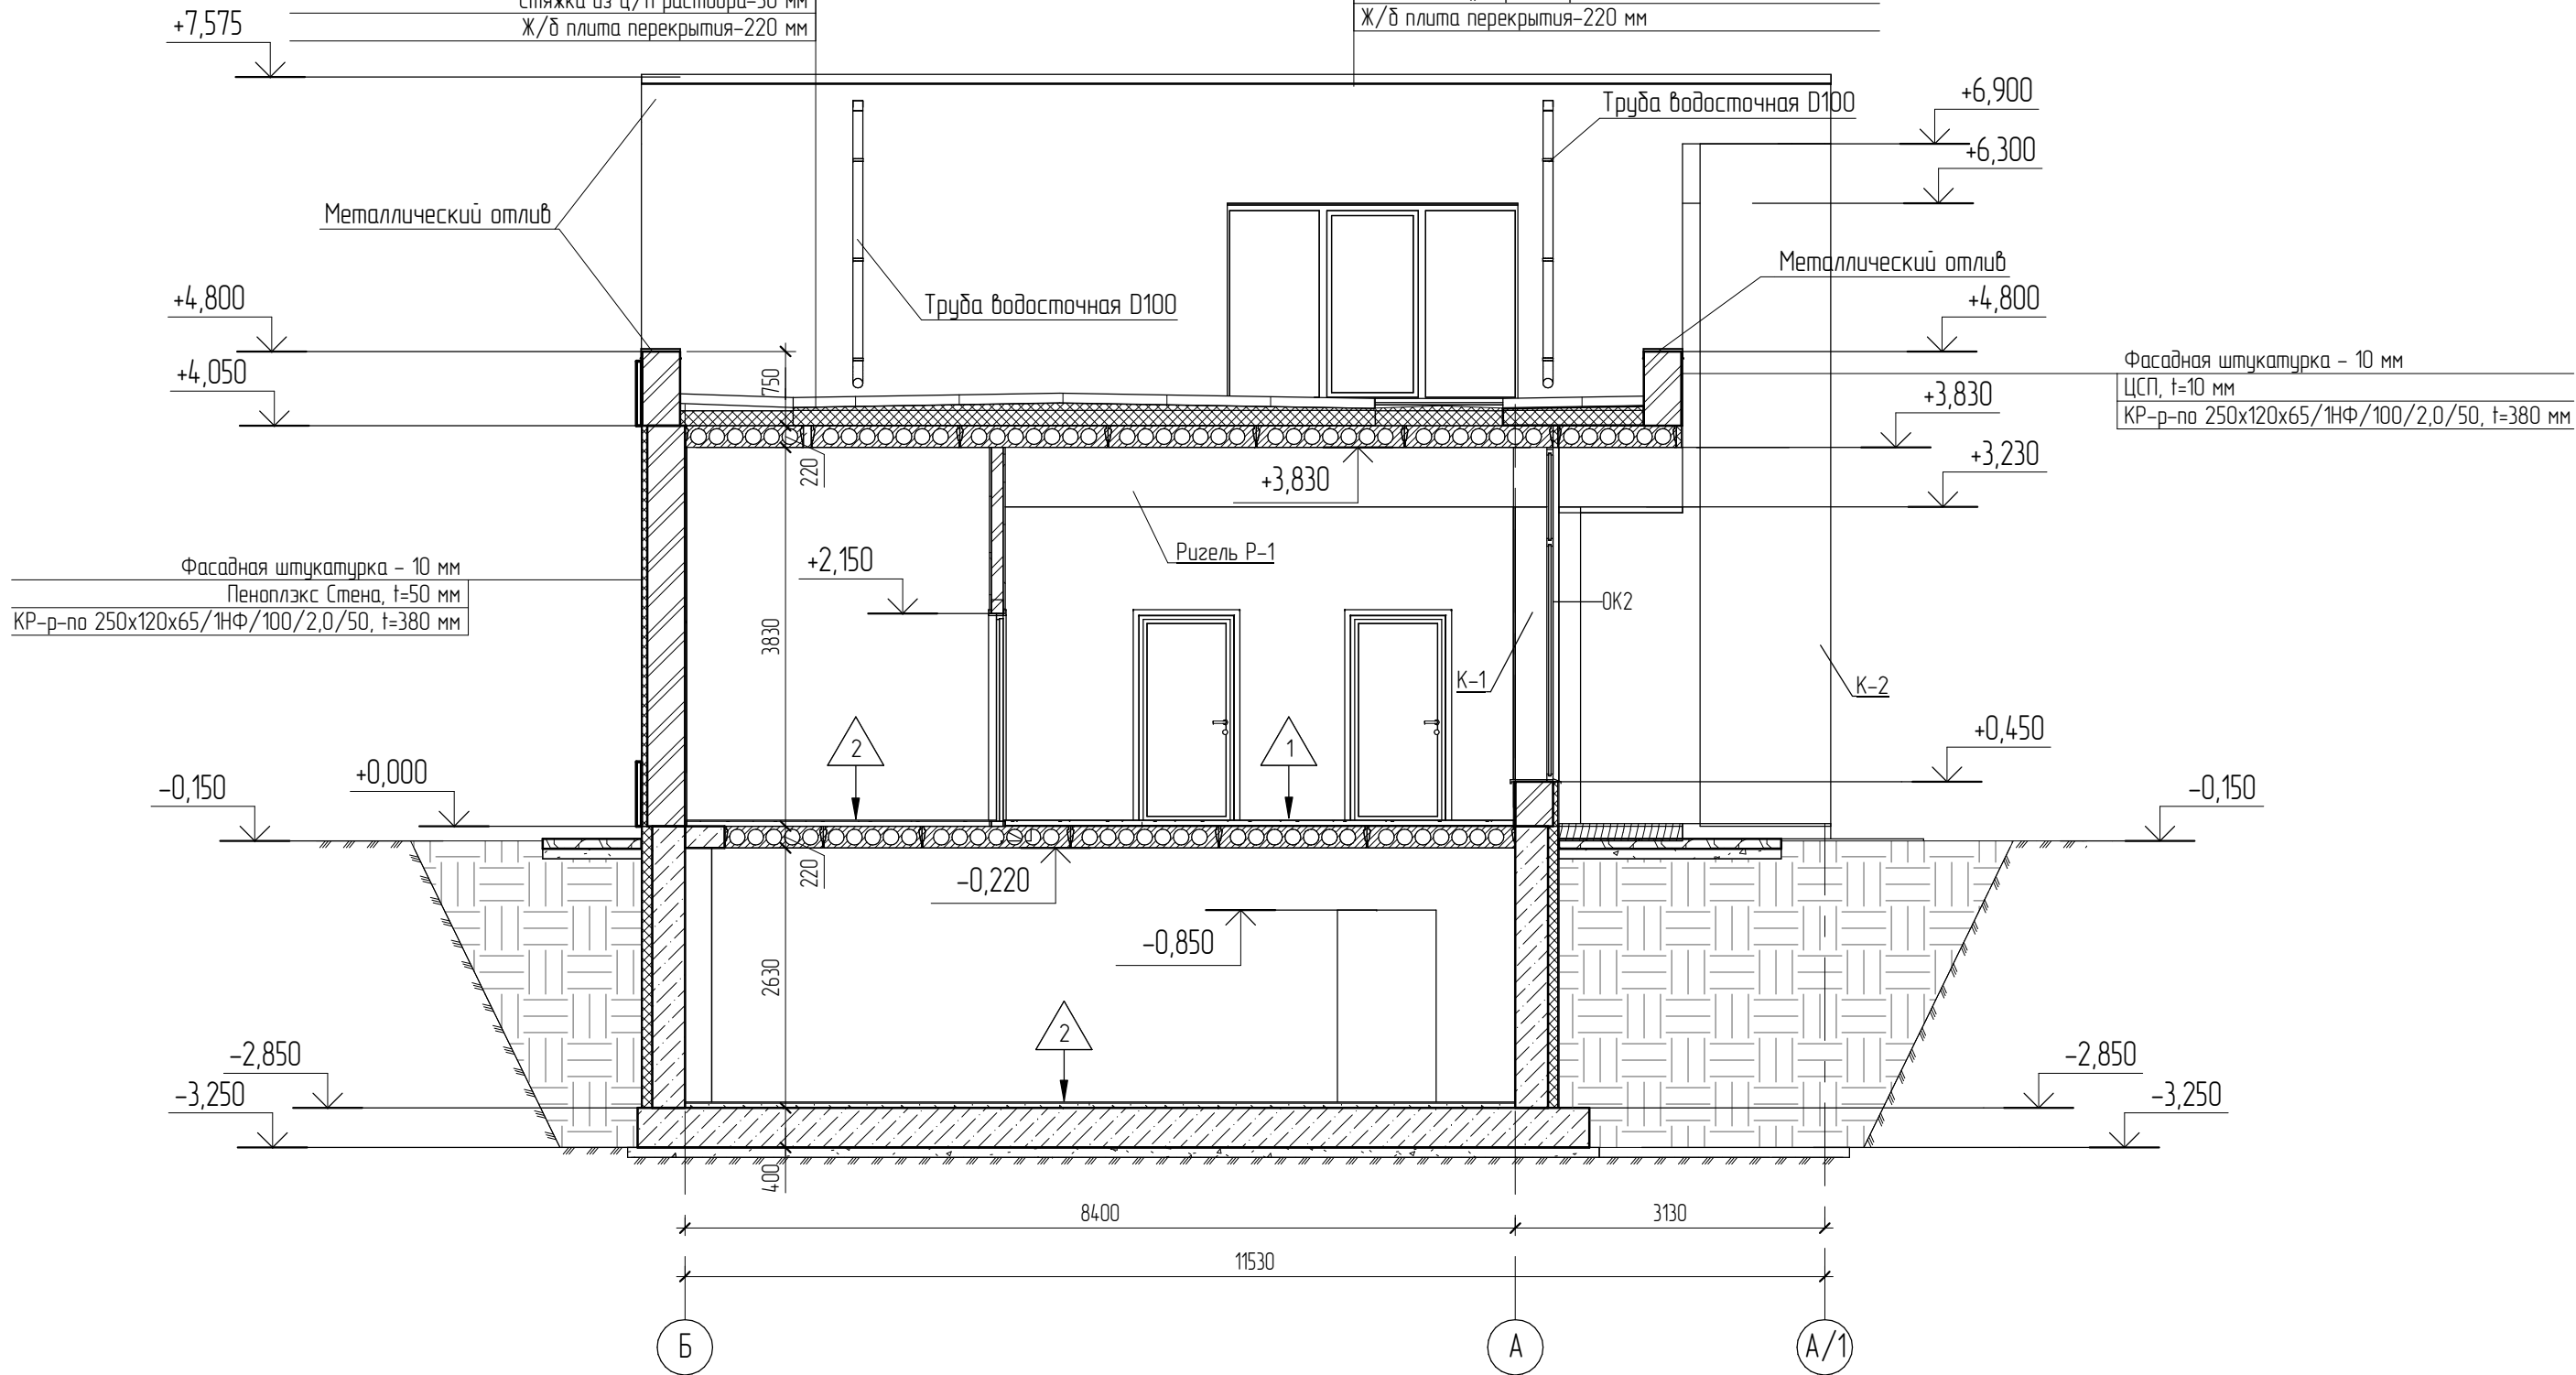 стяжка из ц/п раствора-50 мм
Ж/б плита перекрытия-220 мм
Ж/б плита перекрытия-220 мм
+7,575
Труба водосточная D100
+6,900
+6,300
Металлический отлив
Металлический отлив
+4,800
Труба водосточная D100
+4,800
+4,050
750
+3,830
Фасадная штукатурка - 10 мм
ЦСП, t=10 мм
КР-р-по 250х120х65/1НФ/100/2,0/50, t=380 мм
220
+3,830
+3,230
Ригель Р-1
+2,150
Фасадная штукатурка - 10 мм
Пеноплэкс Стена, t=50 мм
КР-р-по 250х120х65/1НФ/100/2,0/50, t=380 мм
ОК2
3830
К-1
К-2
2
1
+0,450
-0,150
+0,000
-0,150
220
-0,220
-0,850
2630
2
-2,850
-3,250
-2,850
-3,250
400
8400
3130
11530
Б
А
А/1